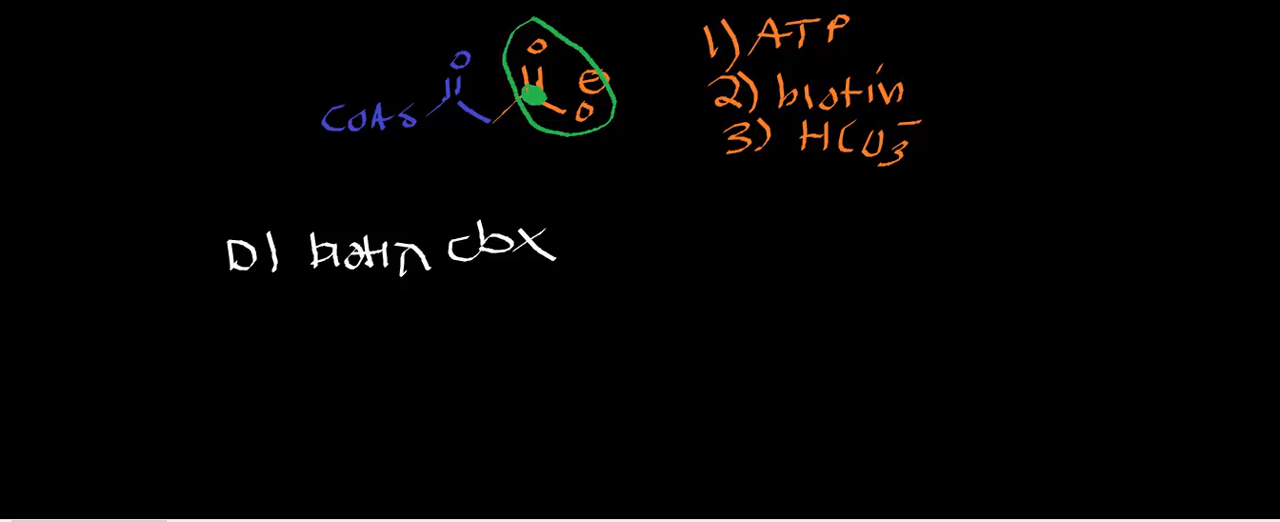 O O
COAS O ⊖
1) ATP
2) biotin
3) HCO3⁻
D) biotin cbx